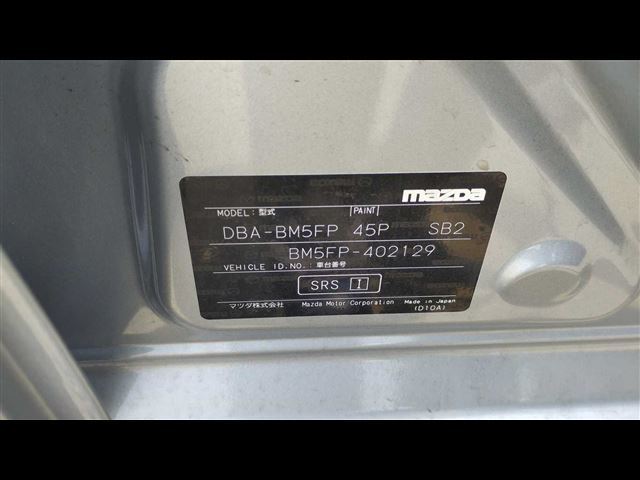 mazda
MODEL: 型式 PAINT
DBA-BM5FP 45P SB2
BM5FP-402129
VEHICLE ID.NO.: 車台番号
SRS I
マツダ株式会社 Mazda Motor Corporation Made in Japan
(D10A)